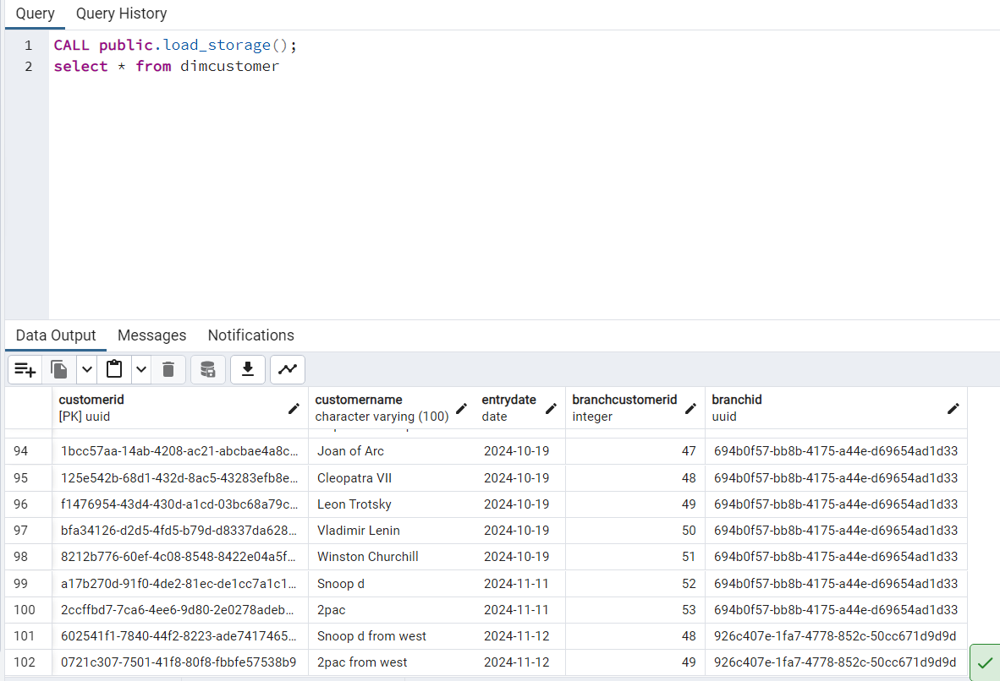 Query Query History
1 CALL public.load_storage();
2 select * from dimcustomer
Data Output Messages Notifications
customerid customername entrydate branchcustomerid branchid
[PK] uuid character varying (100) date integer uuid
94 1bcc57aa-14ab-4208-ac21-abcbae4a8c... Joan of Arc 2024-10-19 47 694b0f57-bb8b-4175-a44e-d69654ad1d33
95 125e542b-68d1-432d-8ac5-43283efb8e... Cleopatra VII 2024-10-19 48 694b0f57-bb8b-4175-a44e-d69654ad1d33
96 f1476954-43d4-430d-a1cd-03bc68a79c... Leon Trotsky 2024-10-19 49 694b0f57-bb8b-4175-a44e-d69654ad1d33
97 bfa34126-d2d5-4fd5-b79d-d8337da628... Vladimir Lenin 2024-10-19 50 694b0f57-bb8b-4175-a44e-d69654ad1d33
98 8212b776-60ef-4c08-8548-8422e04a5f... Winston Churchill 2024-10-19 51 694b0f57-bb8b-4175-a44e-d69654ad1d33
99 a17b270d-91f0-4de2-81ec-de1cc7a1c1... Snoop d 2024-11-11 52 694b0f57-bb8b-4175-a44e-d69654ad1d33
100 2ccffbd7-7ca6-4ee6-9d80-2e0278adeb... 2pac 2024-11-11 53 694b0f57-bb8b-4175-a44e-d69654ad1d33
101 602541f1-7840-44f2-8223-ade7417465... Snoop d from west 2024-11-12 48 926c407e-1fa7-4778-852c-50cc671d9d9d
102 0721c307-7501-41f8-80f8-fbbfe57538b9 2pac from west 2024-11-12 49 926c407e-1fa7-4778-852c-50cc671d9d9d